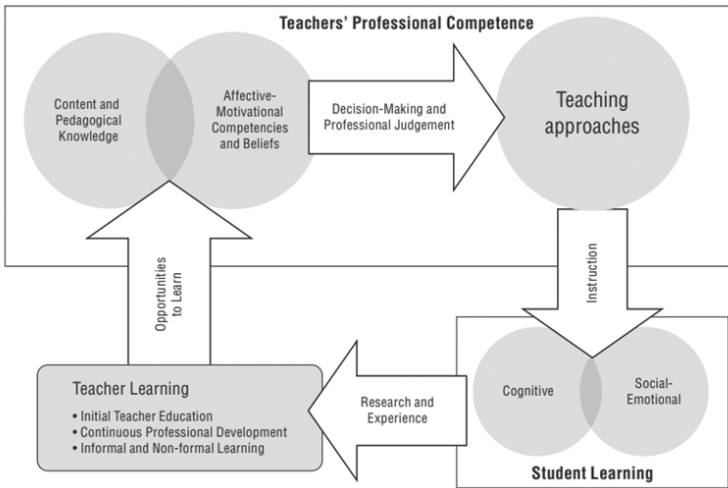 Teachers' Professional Competence
Content and
Pedagogical
Knowledge
Affective-
Motivational
Competencies
and Beliefs
Decision-Making and
Professional Judgement
Teaching
approaches
Instruction
Cognitive
Social-
Emotional
Student Learning
Research and
Experience
Teacher Learning
• Initial Teacher Education
• Continuous Professional Development
• Informal and Non-formal Learning
Opportunities
to Learn